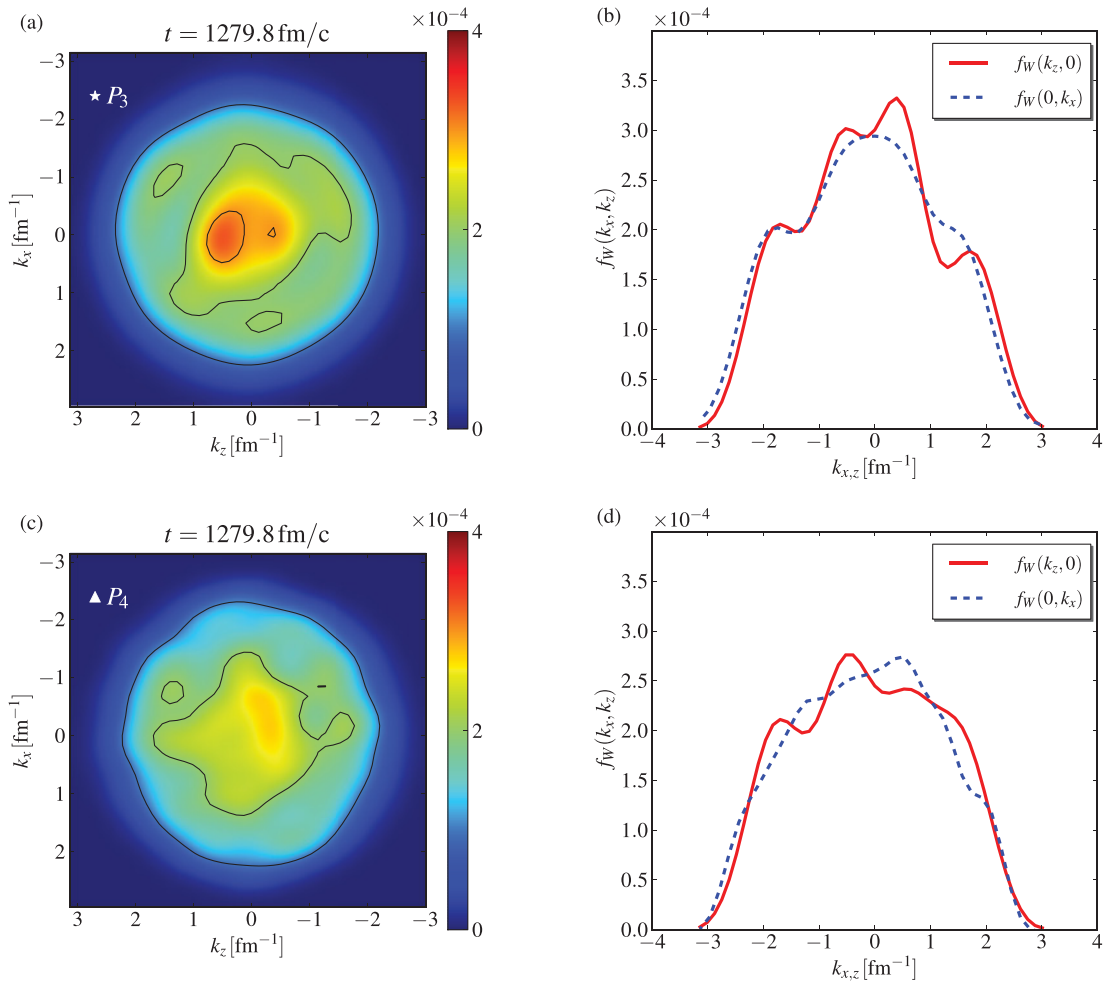 (a)
×10⁻⁴
t = 1279.8 fm/c
★ P₃
−3
−2
−1
0
1
2
kₓ [fm⁻¹]
3 2 1 0 −1 −2 −3
k_z [fm⁻¹]
4
2
0
(b)
×10⁻⁴
f_W(k_z, 0)
f_W(0, kₓ)
3.5
3.0
2.5
2.0
1.5
1.0
0.5
0.0
f_W(kₓ, k_z)
−4 −3 −2 −1 0 1 2 3 4
k_{x,z} [fm⁻¹]
(c)
×10⁻⁴
t = 1279.8 fm/c
▲ P₄
−3
−2
−1
0
1
2
kₓ [fm⁻¹]
3 2 1 0 −1 −2 −3
k_z [fm⁻¹]
4
2
0
(d)
×10⁻⁴
f_W(k_z, 0)
f_W(0, kₓ)
3.5
3.0
2.5
2.0
1.5
1.0
0.5
0.0
f_W(kₓ, k_z)
−4 −3 −2 −1 0 1 2 3 4
k_{x,z} [fm⁻¹]